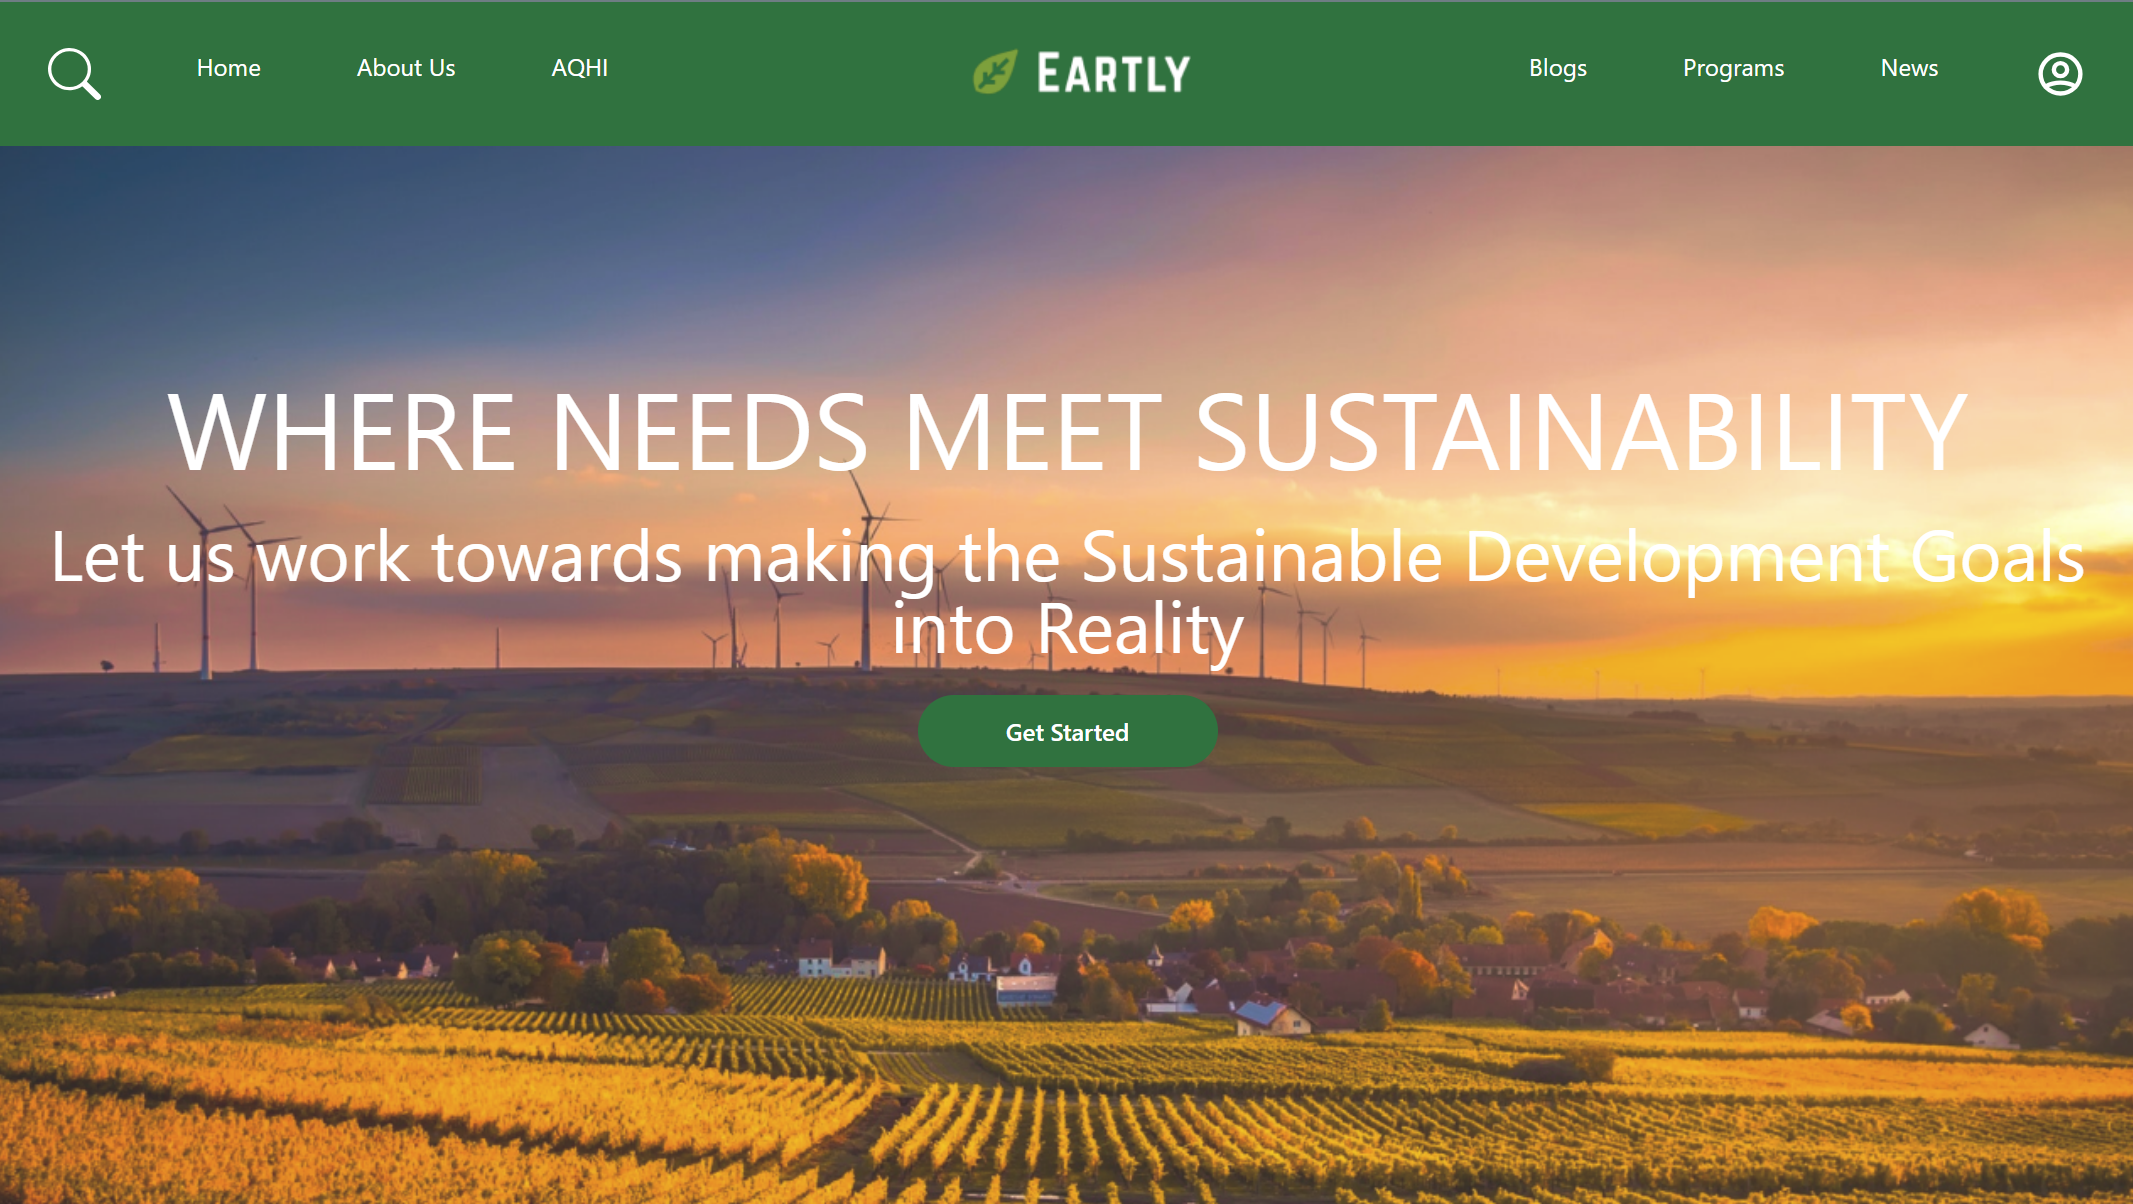 Home
About Us
AQHI
EARTLY
Blogs
Programs
News
WHERE NEEDS MEET SUSTAINABILITY
Let us work towards making the Sustainable Development Goals
into Reality
Get Started